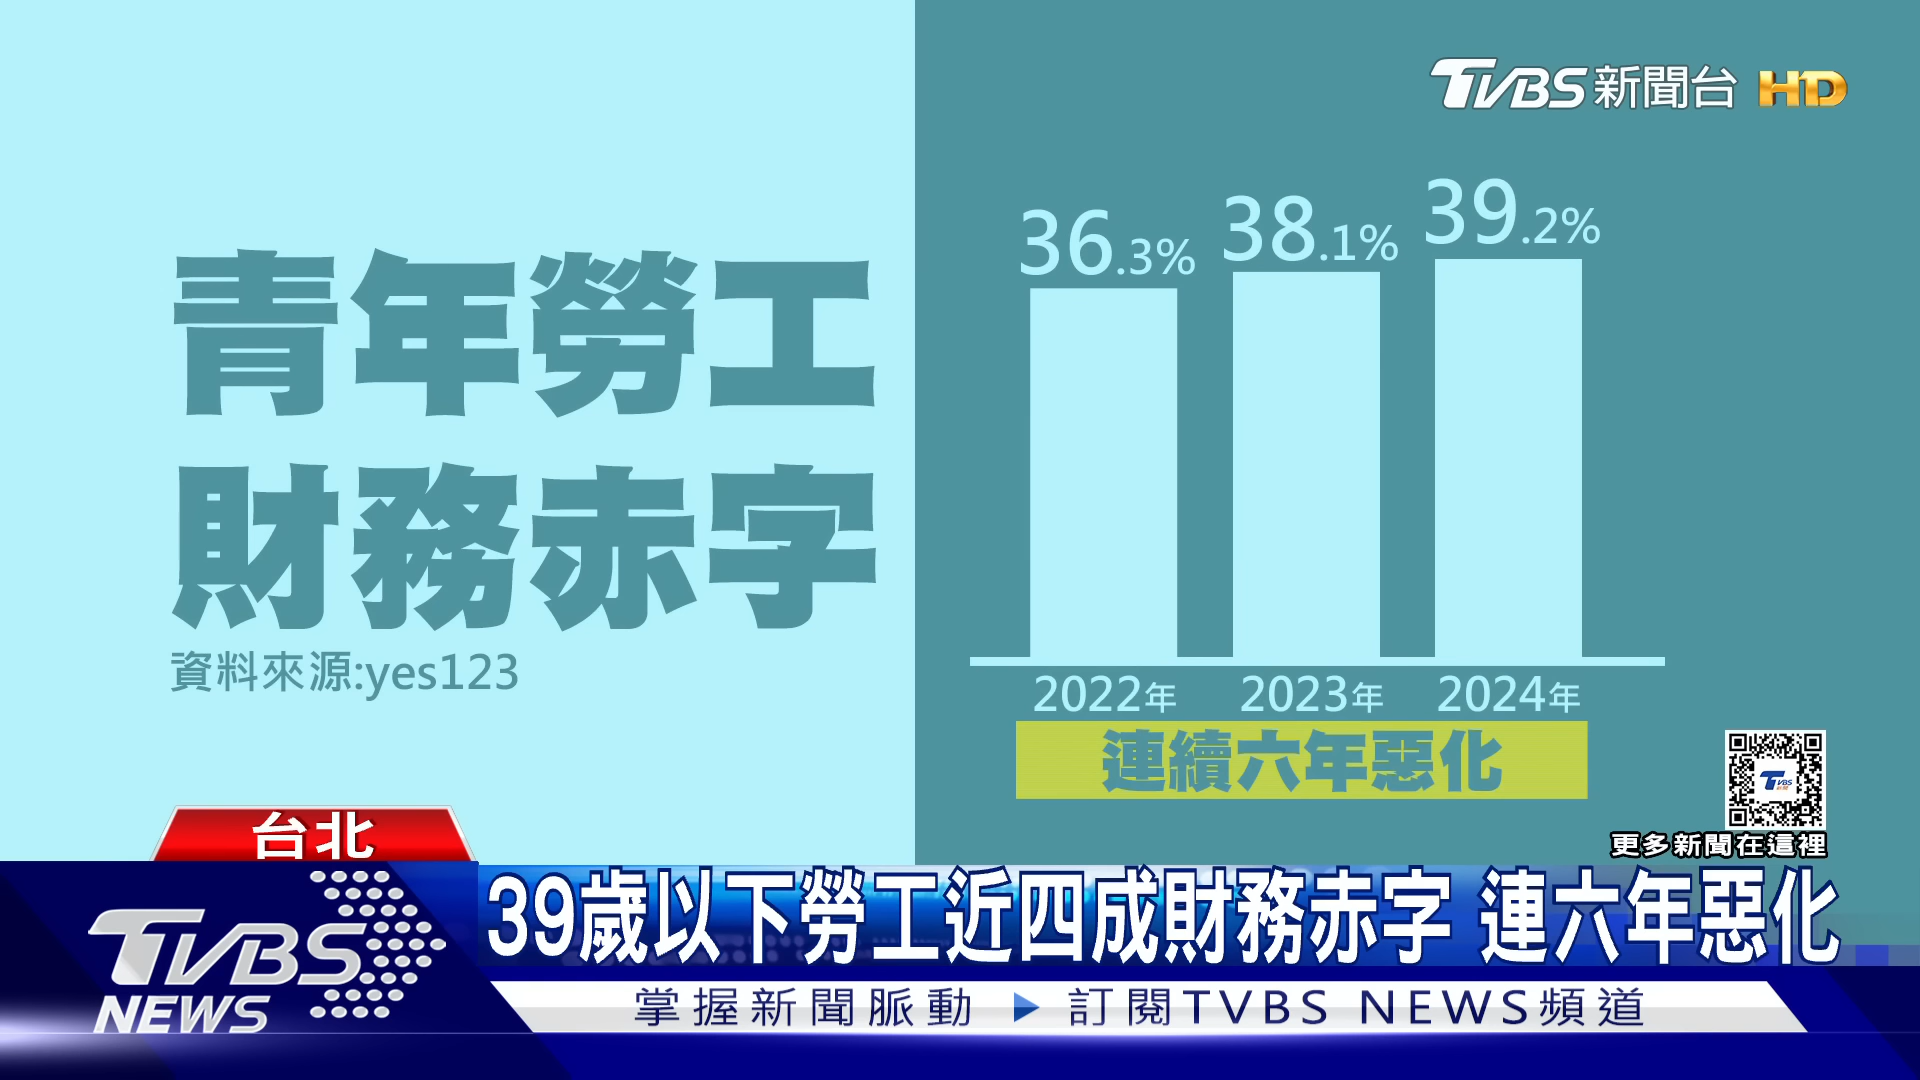 TVBS新聞台 HD
青年勞工
財務赤字
資料來源:yes123
36.3% 38.1% 39.2%
2022年 2023年 2024年
連續六年惡化
TVBS
新聞
更多新聞在這裡
台北
39歲以下勞工近四成財務赤字 連六年惡化
TVBS
NEWS
掌握新聞脈動 ▶ 訂閱TVBS NEWS頻道